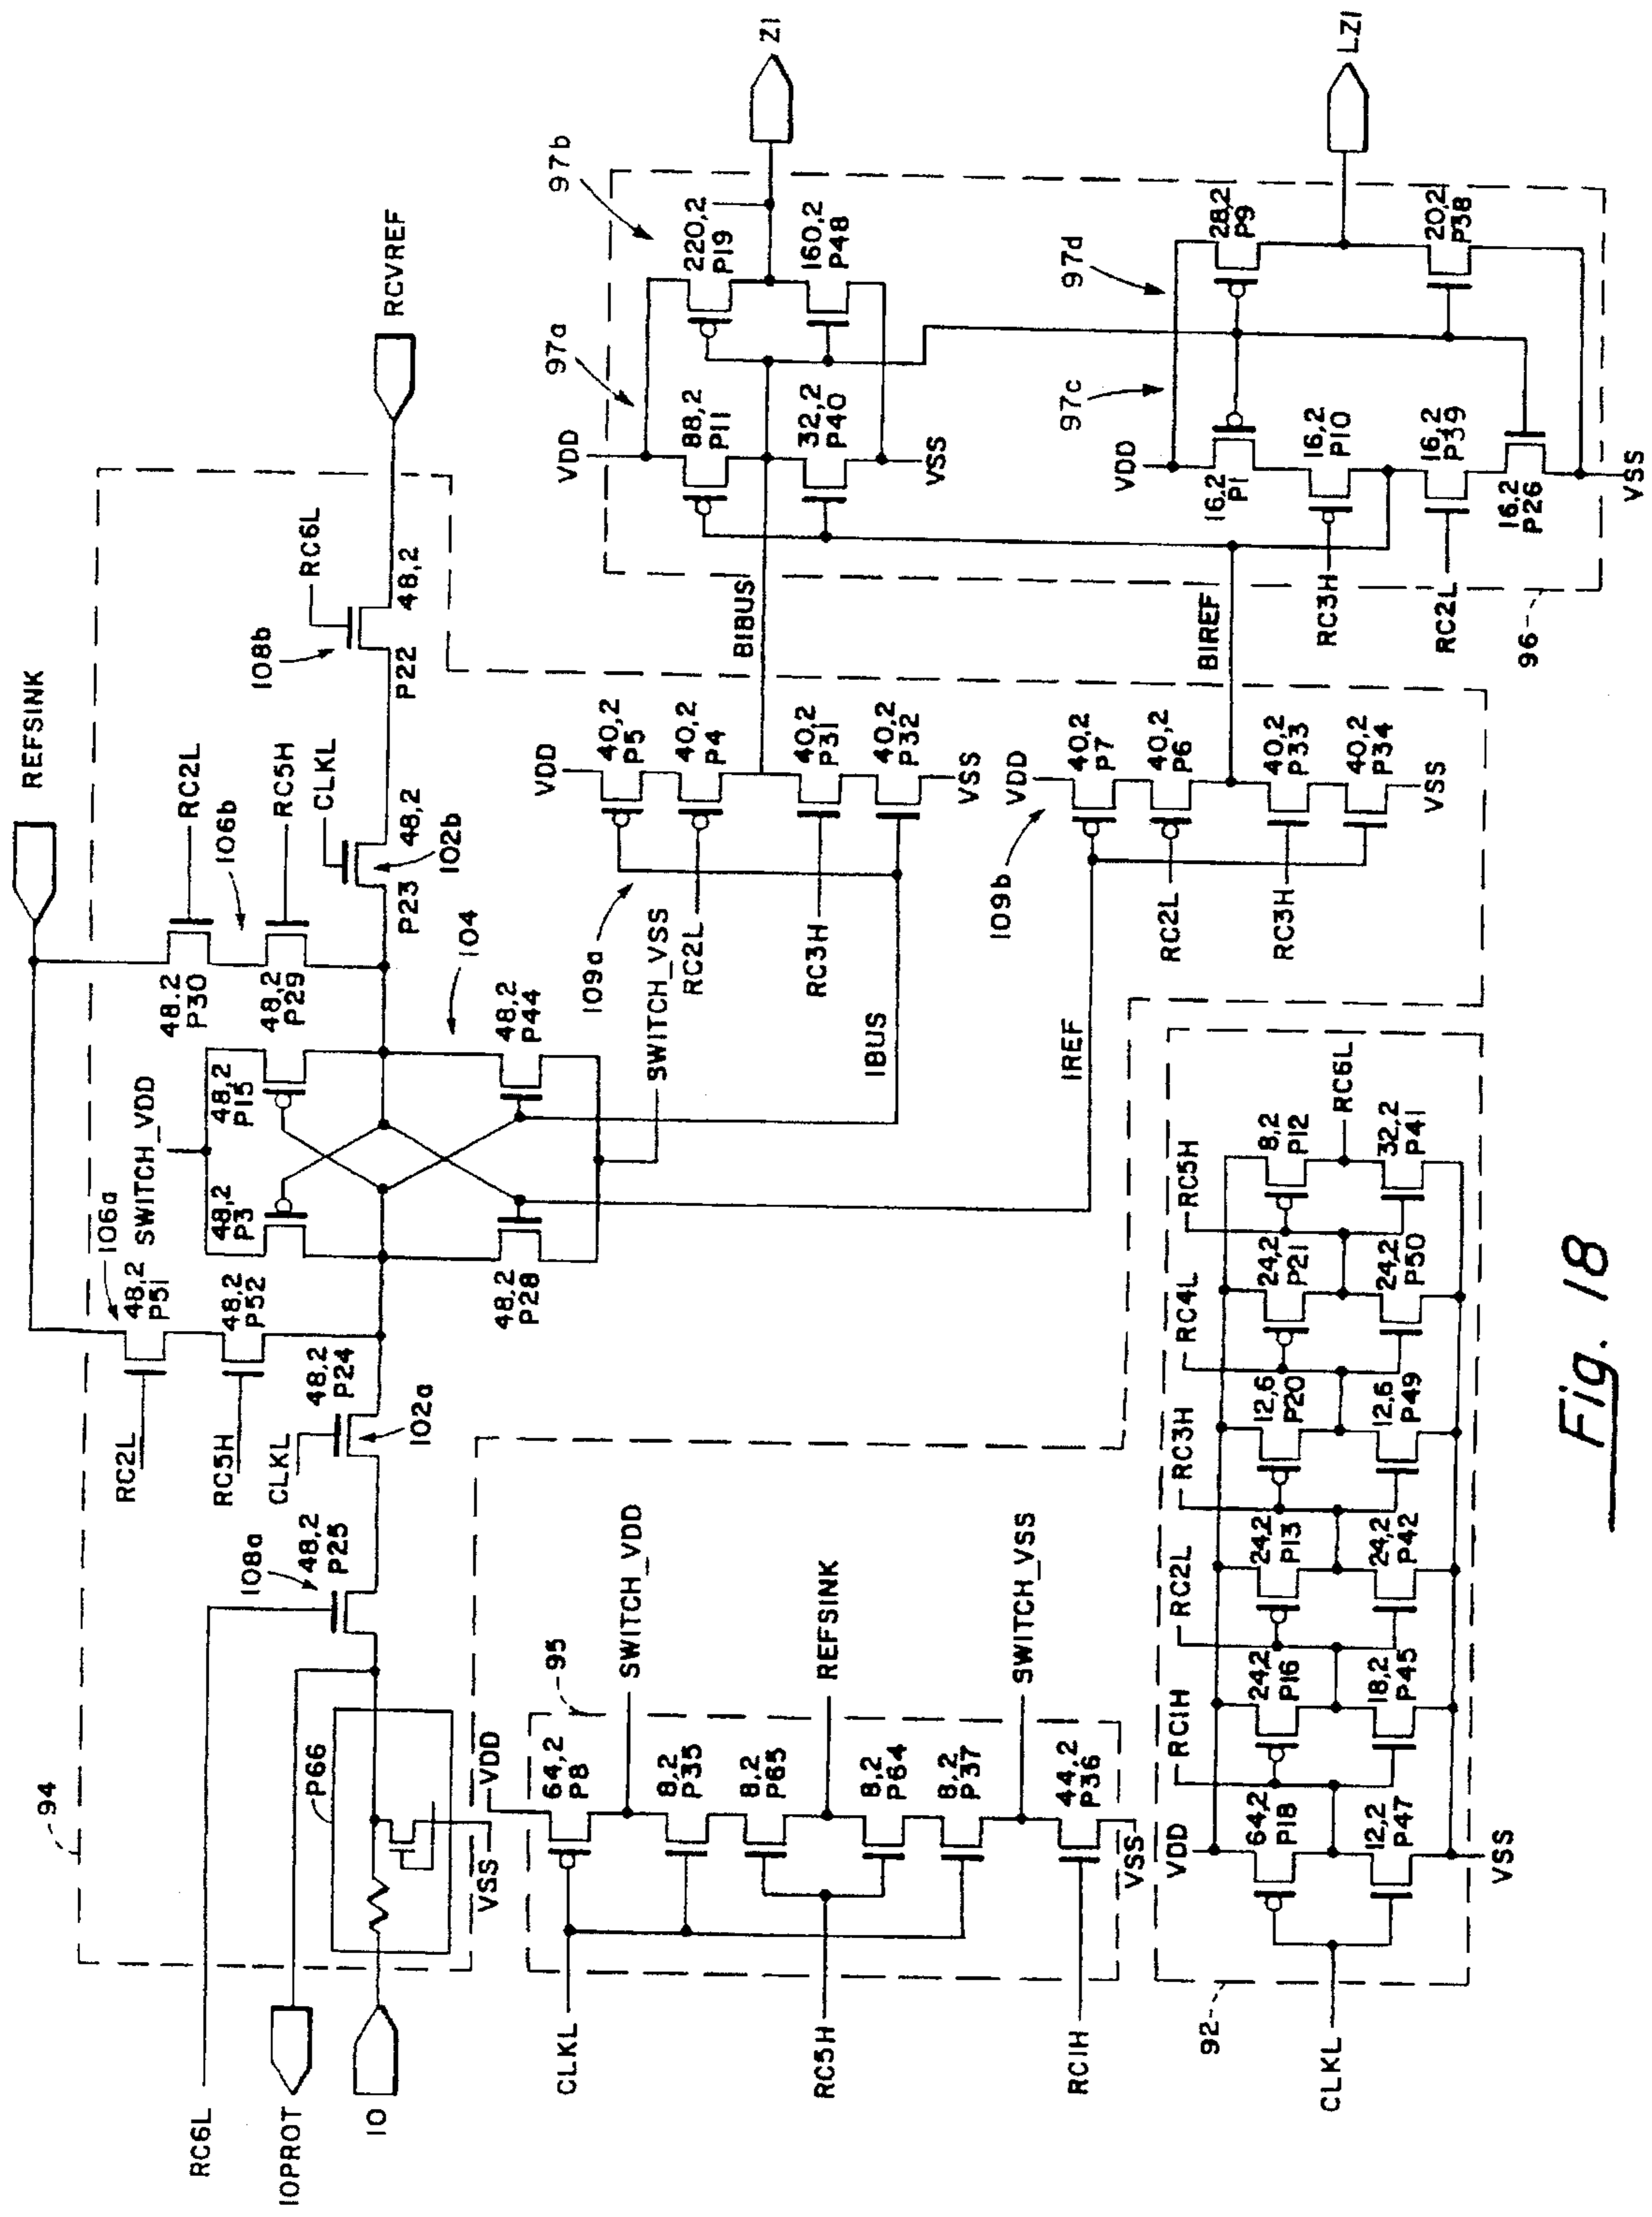 REFSINK
RCVREF
RC6L
108b
48,2
P22
RC2L
106b
RC5H
CLKL
48,2
P23
102b
48.2
P30
48,2
P29
104
SWITCH_VDD
106a
48,2
P51
48,2
P52
48,2
P3
48,2
P15
48,2
P44
48,2
P28
SWITCH_VSS
RC2L
RC5H
CLKL
48,2
P24
102a
108a
48,2
P25
RC6L
IOPROT
IO
P66
VSS
94
IBUS
IREF
VDD
40,2
P5
40,2
P4
40,2
P31
40,2
P32
VSS
109a
RC2L
RC3H
BIBUS
VDD
40,2
P7
40,2
P6
40,2
P33
40,2
P34
VSS
109b
RC2L
RC3H
BIREF
97a
97b
VDD
88,2
P11
220,2
P19
32,2
P40
160,2
P48
VSS
Z1
97c
97d
VDD
16,2
P1
28,2
P9
16,2
P10
16,2
P39
20,2
P38
16,2
P26
VSS
RC3H
RC2L
LZ1
96
95
VDD
64,2
P8
SWITCH_VDD
8,2
P35
8,2
P65
REFSINK
8,2
P64
8,2
P37
SWITCH_VSS
44,2
P36
VSS
CLKL
RC5H
RC1H
92
CLKL
VDD
RC1H
RC2L
RC3H
RC4L
RC5H
RC6L
64,2
P18
24,2
P16
24,2
P13
12,6
P20
24,2
P21
8,2
P12
12,2
P47
18,2
P45
24,2
P42
12,6
P49
24,2
P50
32,2
P41
VSS
Fig. 18